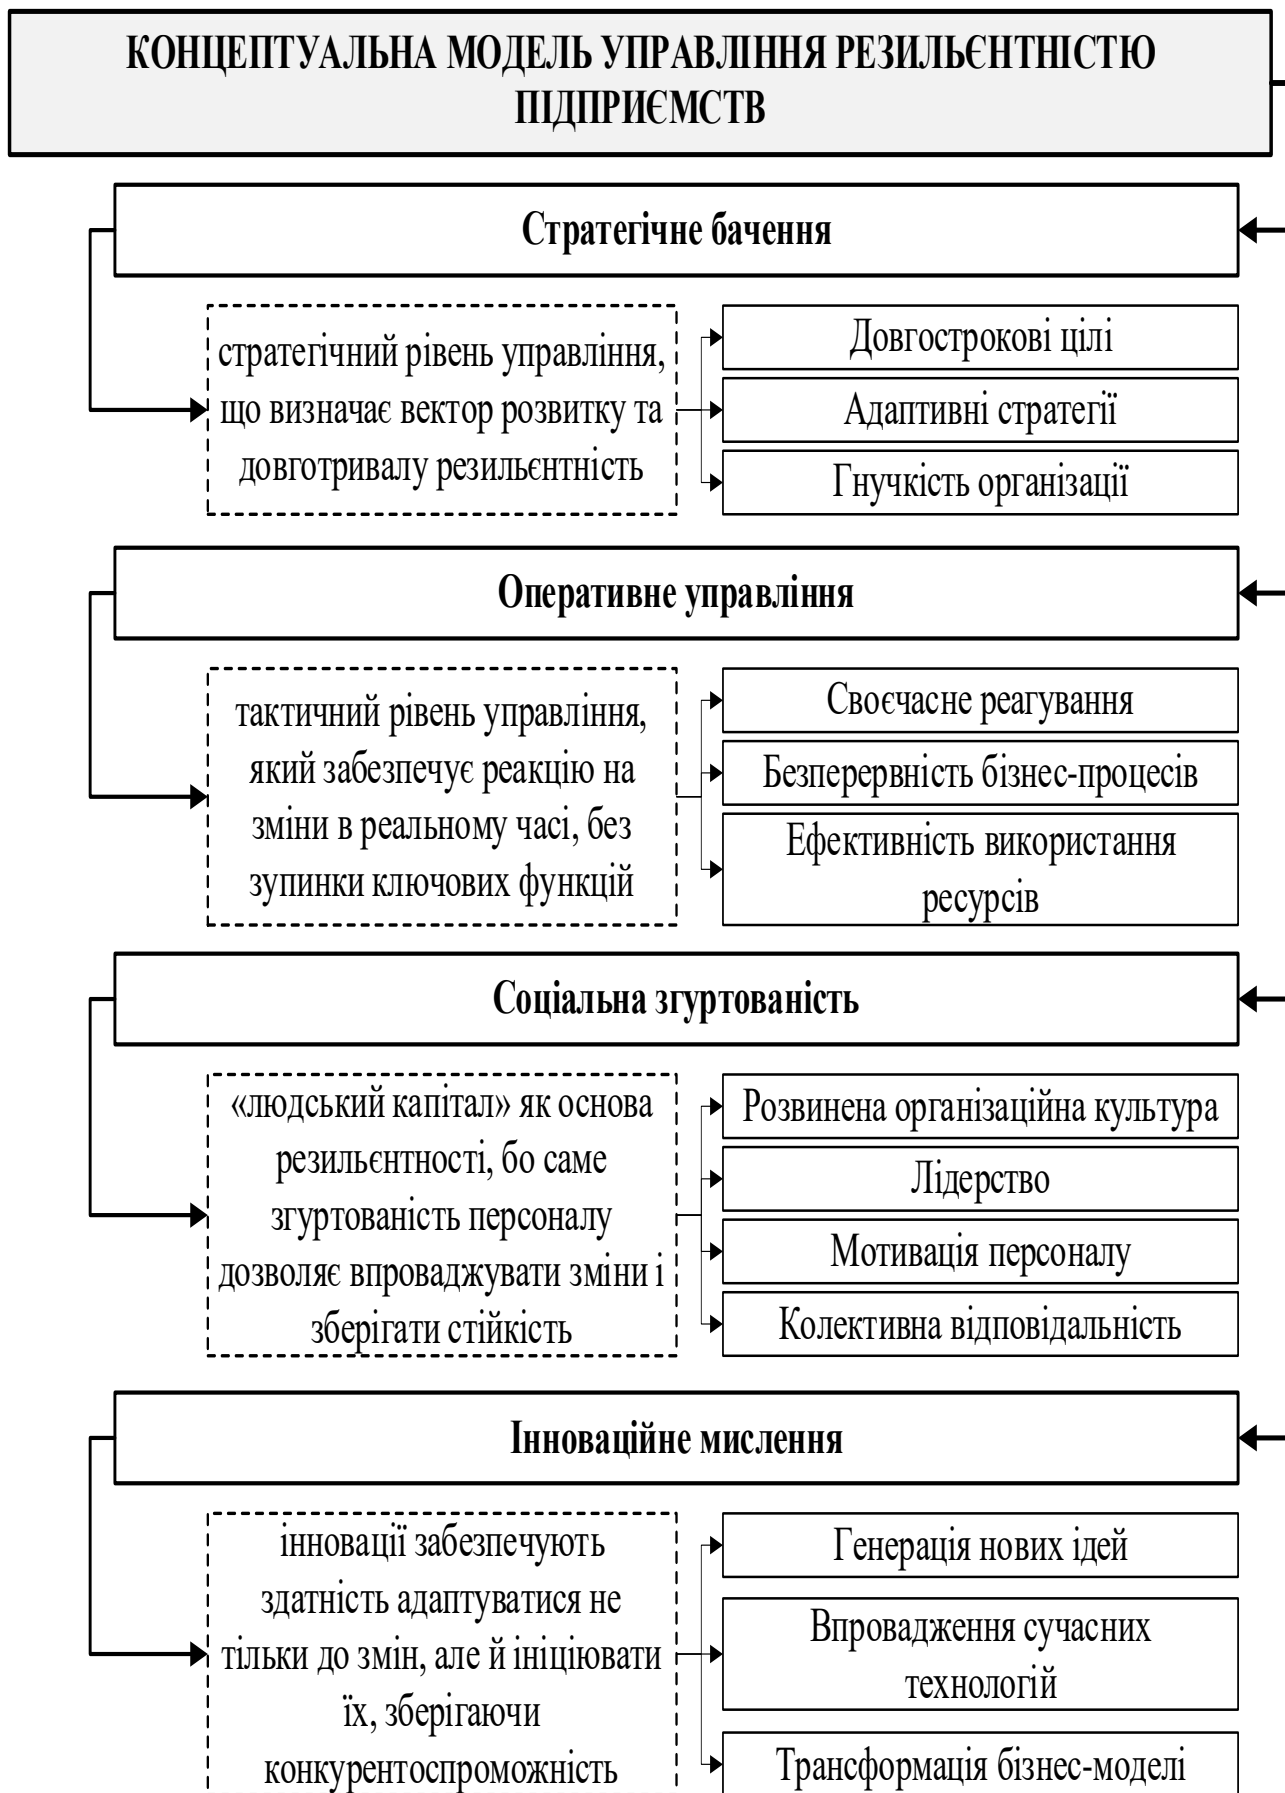 КОНЦЕПТУАЛЬНА МОДЕЛЬ УПРАВЛІННЯ РЕЗИЛЬЄНТНІСТЮ
ПІДПРИЄМСТВ
Стратегічне бачення
стратегічний рівень управління,
що визначає вектор розвитку та
довготривалу резильєнтність
Довгострокові цілі
Адаптивні стратегії
Гнучкість організації
Оперативне управління
тактичний рівень управління,
який забезпечує реакцію на
зміни в реальному часі, без
зупинки ключових функцій
Своєчасне реагування
Безперервність бізнес-процесів
Ефективність використання
ресурсів
Соціальна згуртованість
«людський капітал» як основа
резильєнтності, бо саме
згуртованість персоналу
дозволяє впроваджувати зміни і
зберігати стійкість
Розвинена організаційна культура
Лідерство
Мотивація персоналу
Колективна відповідальність
Інноваційне мислення
інновації забезпечують
здатність адаптуватися не
тільки до змін, але й ініціювати
їх, зберігаючи
конкурентоспроможність
Генерація нових ідей
Впровадження сучасних
технологій
Трансформація бізнес-моделі